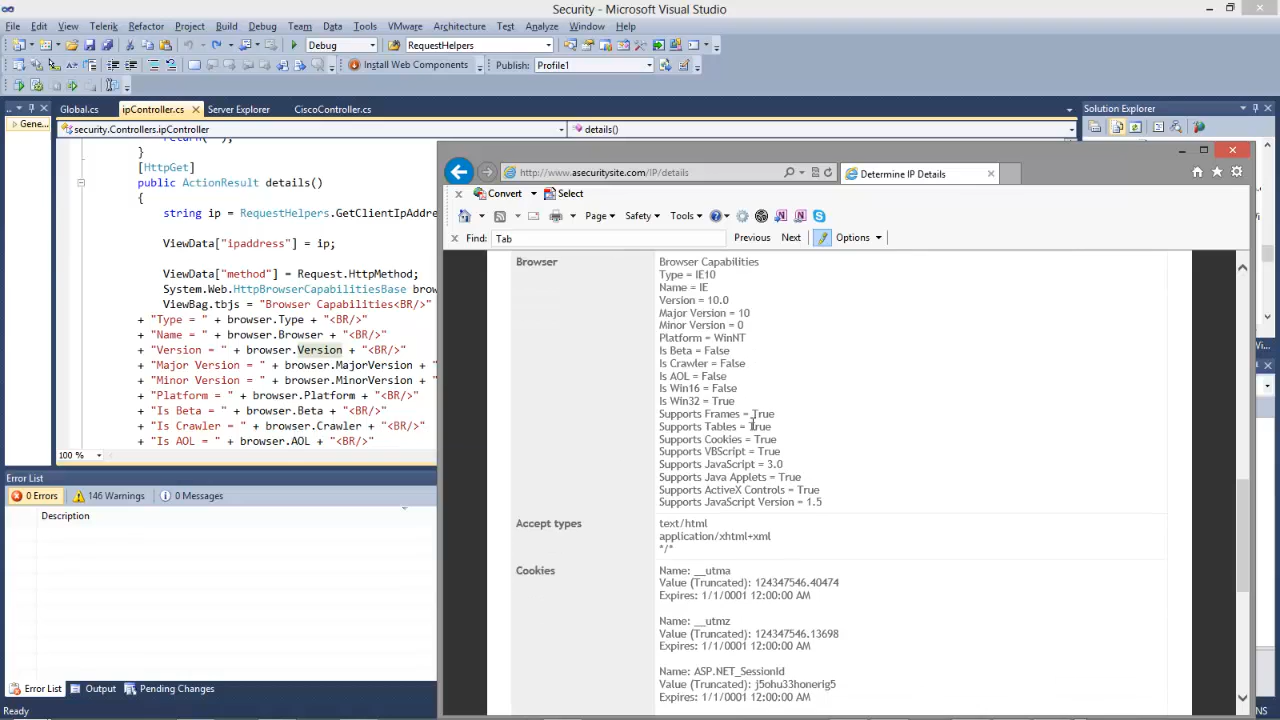 Security - Microsoft Visual Studio
File Edit View Telerik Refactor Project Build Debug Team Data Tools VMware Architecture Test Analyze Window Help
Debug RequestHelpers
Install Web Components Publish: Profile1
Global.cs ipController.cs Server Explorer CiscoController.cs Solution Explorer
Gene...
security.Controllers.ipController details()
}
[HttpGet]
public ActionResult details()
{
string ip = RequestHelpers.GetClientIpAddre
ViewData["ipaddress"] = ip;
ViewData["method"] = Request.HttpMethod;
System.Web.HttpBrowserCapabilitiesBase brow
ViewBag.tbjs = "Browser Capabilities<BR/>"
+ "Type = " + browser.Type + "<BR/>"
+ "Name = " + browser.Browser + "<BR/>"
+ "Version = " + browser.Version + "<BR/>"
+ "Major Version = " + browser.MajorVersion + "
+ "Minor Version = " + browser.MinorVersion + "
+ "Platform = " + browser.Platform + "<BR/>"
+ "Is Beta = " + browser.Beta + "<BR/>"
+ "Is Crawler = " + browser.Crawler + "<BR/>"
+ "Is AOL = " + browser.AOL + "<BR/>"
100 %
Error List
0 Errors 146 Warnings 0 Messages
Description
Error List Output Pending Changes
Ready
http://www.asecuritysite.com/IP/details Determine IP Details
Convert Select
Page Safety Tools
Find: Tab Previous Next Options
Browser
Browser Capabilities
Type = IE10
Name = IE
Version = 10.0
Major Version = 10
Minor Version = 0
Platform = WinNT
Is Beta = False
Is Crawler = False
Is AOL = False
Is Win16 = False
Is Win32 = True
Supports Frames = True
Supports Tables = True
Supports Cookies = True
Supports VBScript = True
Supports JavaScript = 3.0
Supports Java Applets = True
Supports ActiveX Controls = True
Supports JavaScript Version = 1.5
Accept types
text/html
application/xhtml+xml
*/*
Cookies
Name: __utma
Value (Truncated): 124347546.40474
Expires: 1/1/0001 12:00:00 AM
Name: __utmz
Value (Truncated): 124347546.13698
Expires: 1/1/0001 12:00:00 AM
Name: ASP.NET_SessionId
Value (Truncated): j5ohu33honerig5
Expires: 1/1/0001 12:00:00 AM